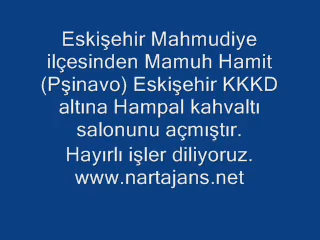 Eskişehir Mahmudiye
ilçesinden Mamuh Hamit
(Pşinavo) Eskişehir KKKD
altına Hampal kahvaltı
salonunu açmıştır.
Hayırlı işler diliyoruz.
www.nartajans.net